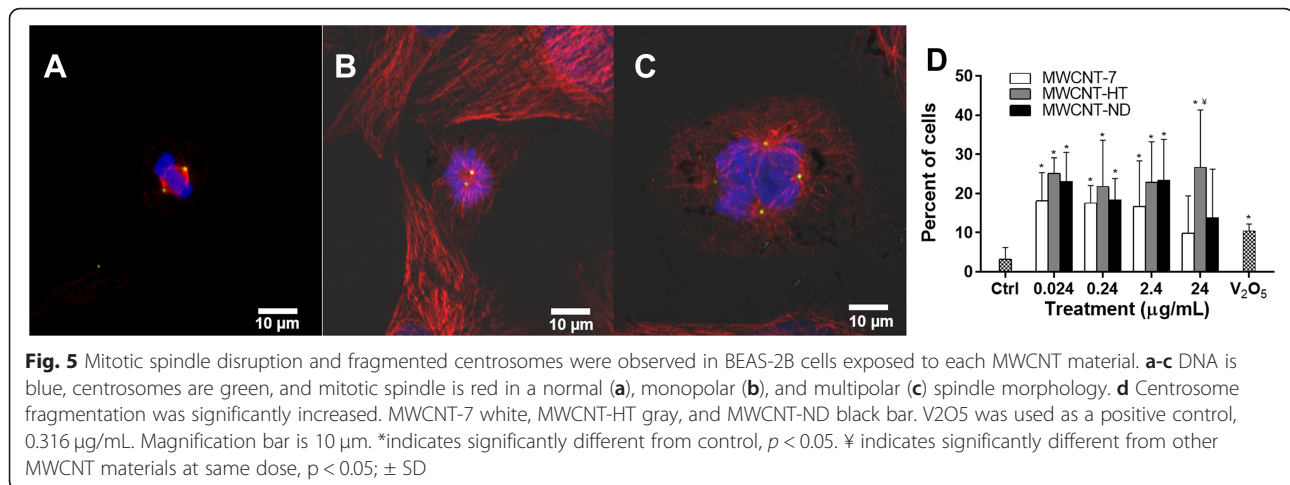 A
B
C
D
10 µm
10 µm
10 µm
MWCNT-7
MWCNT-HT
MWCNT-ND
Percent of cells
50
40
30
20
10
0
* * *
* *
* * *
* ¥
*
Ctrl 0.024 0.24 2.4 24 V₂O₅
Treatment (µg/mL)
Fig. 5 Mitotic spindle disruption and fragmented centrosomes were observed in BEAS-2B cells exposed to each MWCNT material. a-c DNA is
blue, centrosomes are green, and mitotic spindle is red in a normal (a), monopolar (b), and multipolar (c) spindle morphology. d Centrosome
fragmentation was significantly increased. MWCNT-7 white, MWCNT-HT gray, and MWCNT-ND black bar. V2O5 was used as a positive control,
0.316 µg/mL. Magnification bar is 10 µm. *indicates significantly different from control, p < 0.05. ¥ indicates significantly different from other
MWCNT materials at same dose, p < 0.05; ± SD